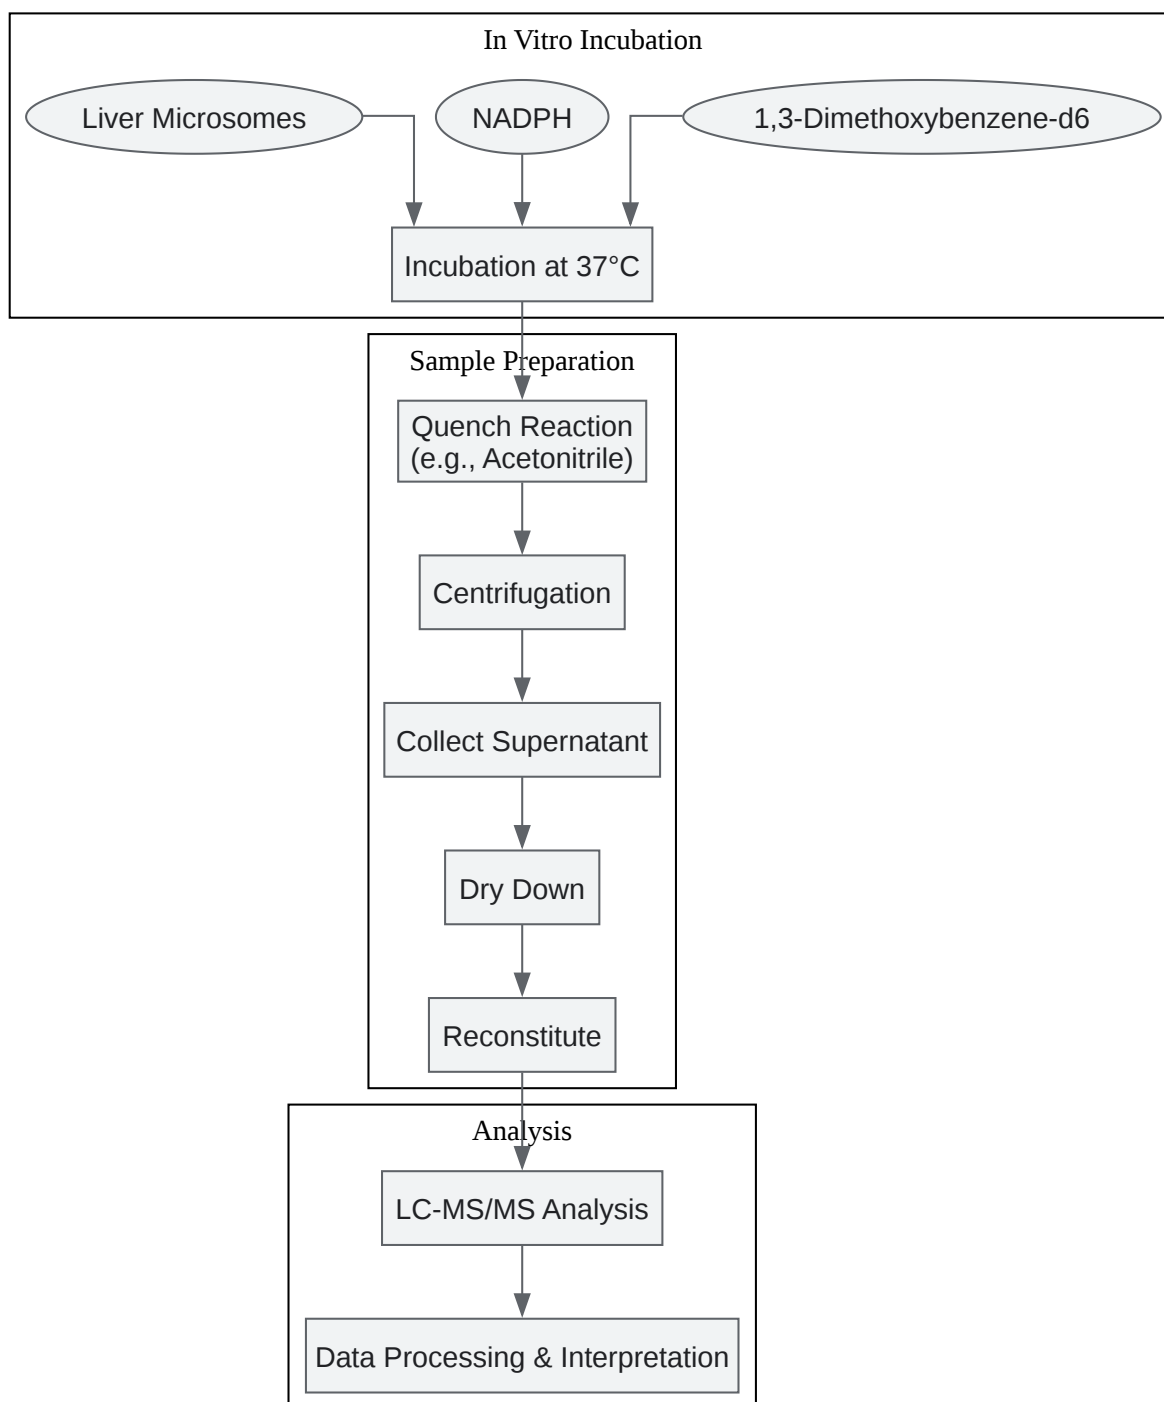 In Vitro Incubation
Liver Microsomes
NADPH
1,3-Dimethoxybenzene-d6
Incubation at 37°C
Sample Preparation
Quench Reaction
(e.g., Acetonitrile)
Centrifugation
Collect Supernatant
Dry Down
Reconstitute
Analysis
LC-MS/MS Analysis
Data Processing & Interpretation